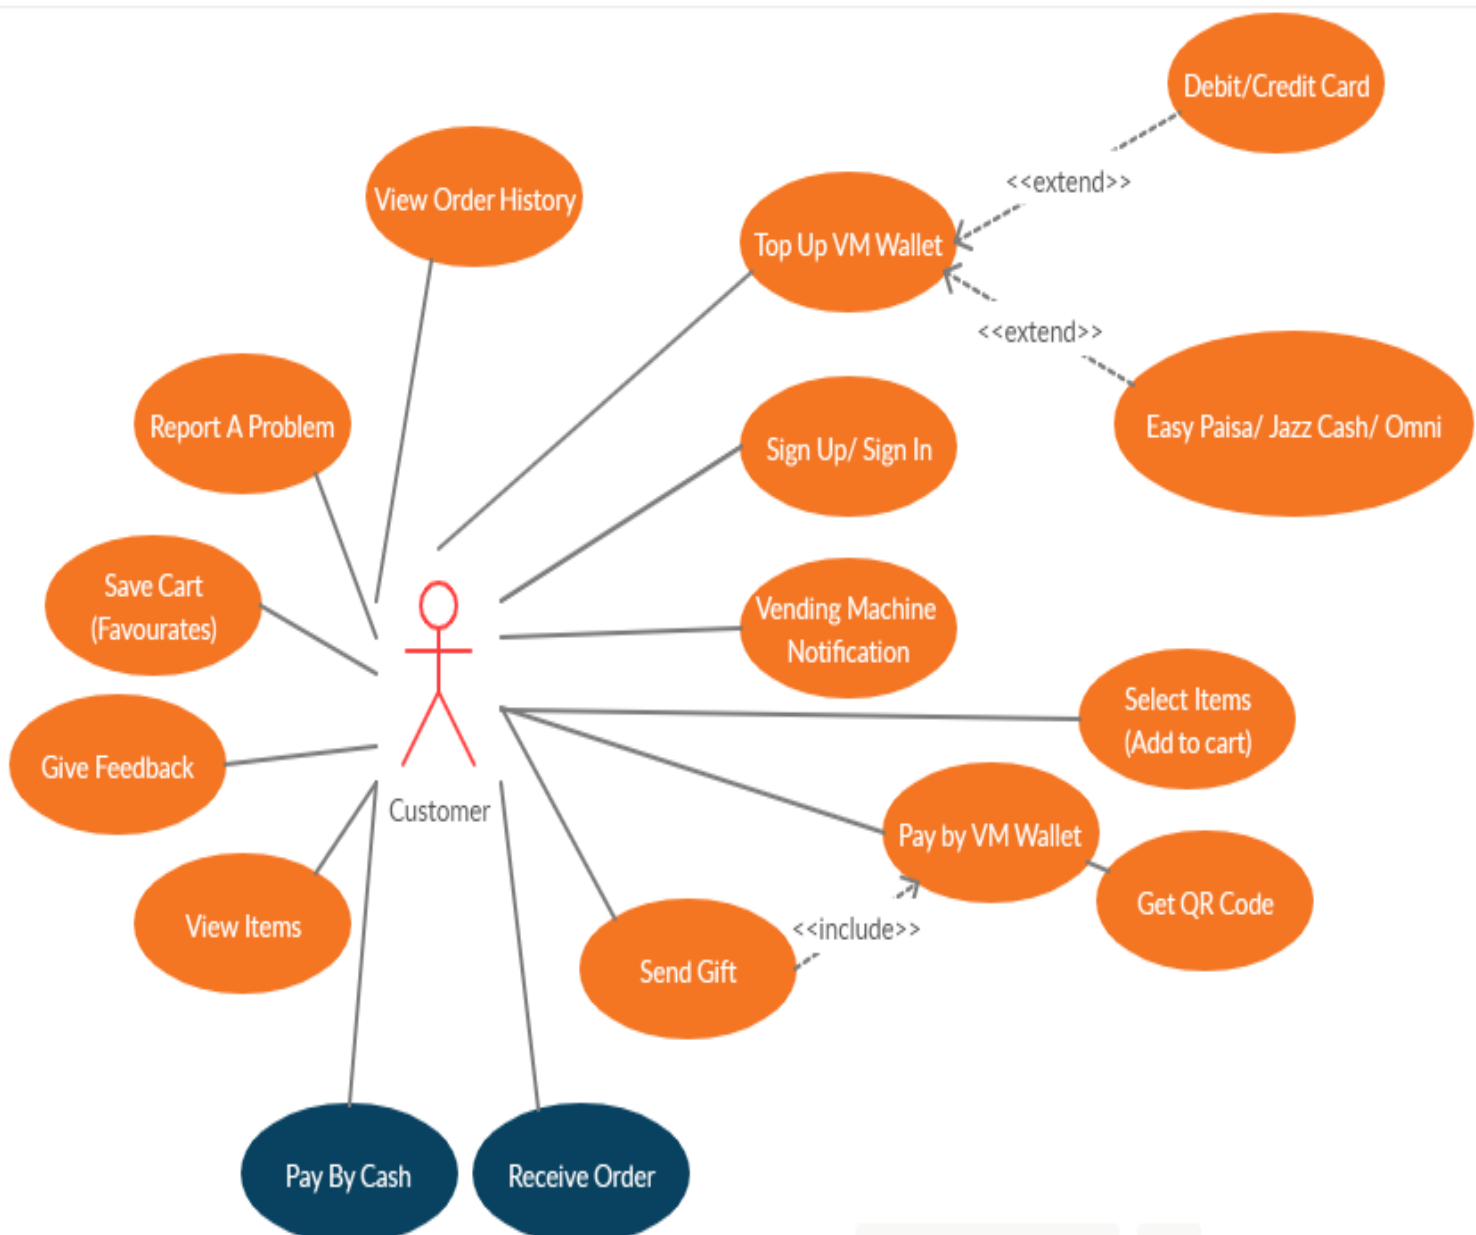 Debit/Credit Card
View Order History
<<extend>>
Top Up VM Wallet
<<extend>>
Report A Problem
Easy Paisa/ Jazz Cash/ Omni
Sign Up/ Sign In
Save Cart
(Favourates)
Vending Machine
Notification
Select Items
(Add to cart)
Give Feedback
Customer
Pay by VM Wallet
Get QR Code
View Items
<<include>>
Send Gift
Pay By Cash
Receive Order